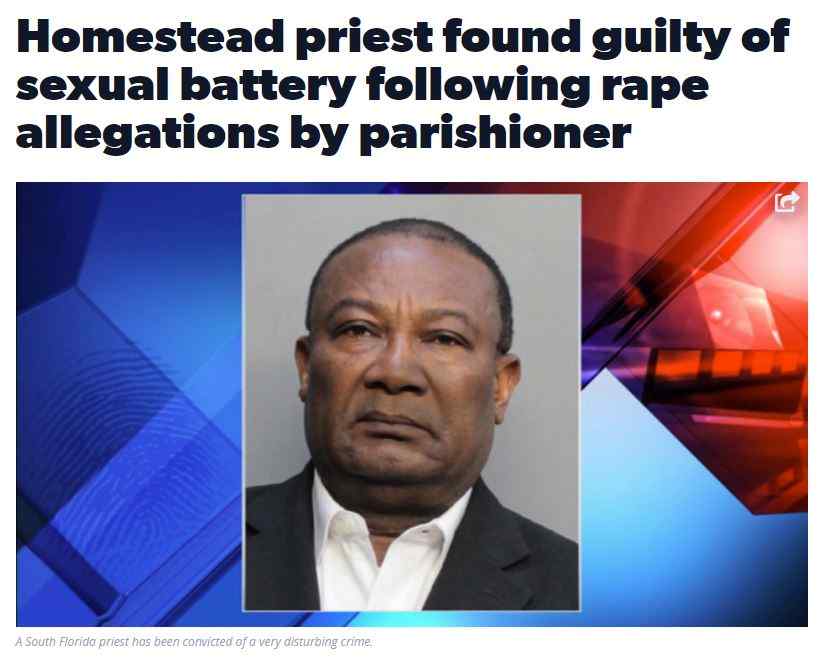 Homestead priest found guilty of
sexual battery following rape
allegations by parishioner
A South Florida priest has been convicted of a very disturbing crime.